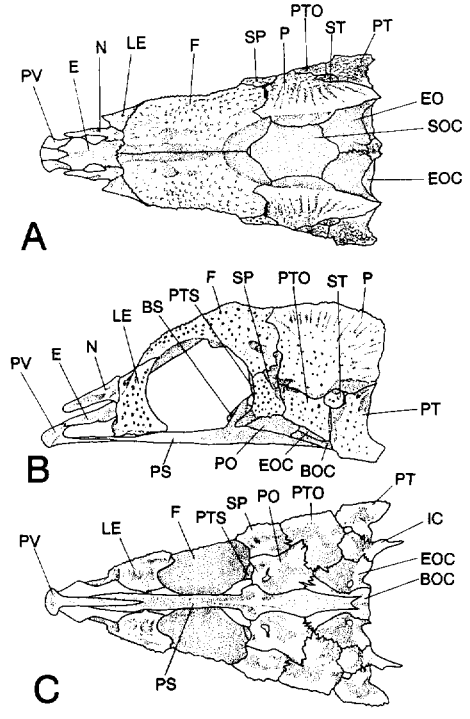 PTO
SP P ST PT
LE F
N
E
PV
EO
SOC
EOC
A
F SP PTO ST P
PTS
BS
LE
N
E
PV
PT
PS PO EOC BOC
B
PT
PO PTO
SP
F PTS IC
LE
EOC
PV BOC
PS
C